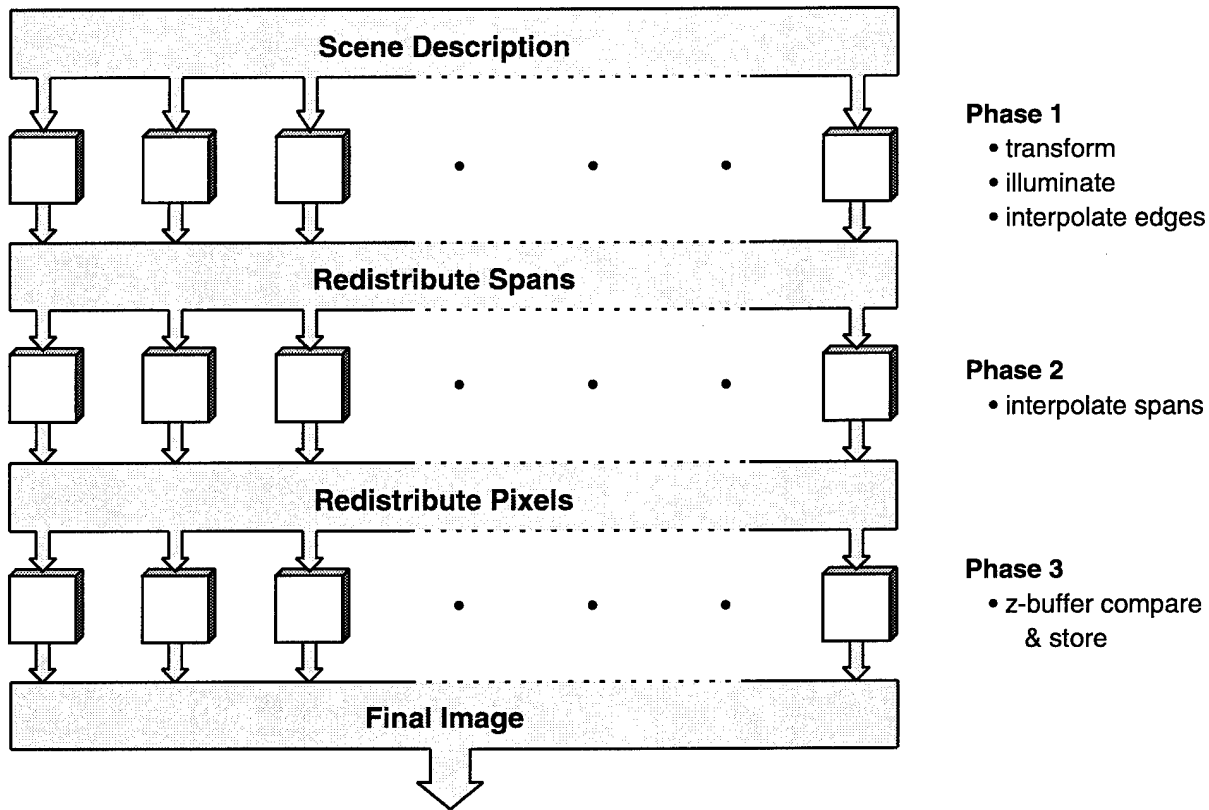 Scene Description
Phase 1
• transform
• illuminate
• interpolate edges
Redistribute Spans
Phase 2
• interpolate spans
Redistribute Pixels
Phase 3
• z-buffer compare
& store
Final Image